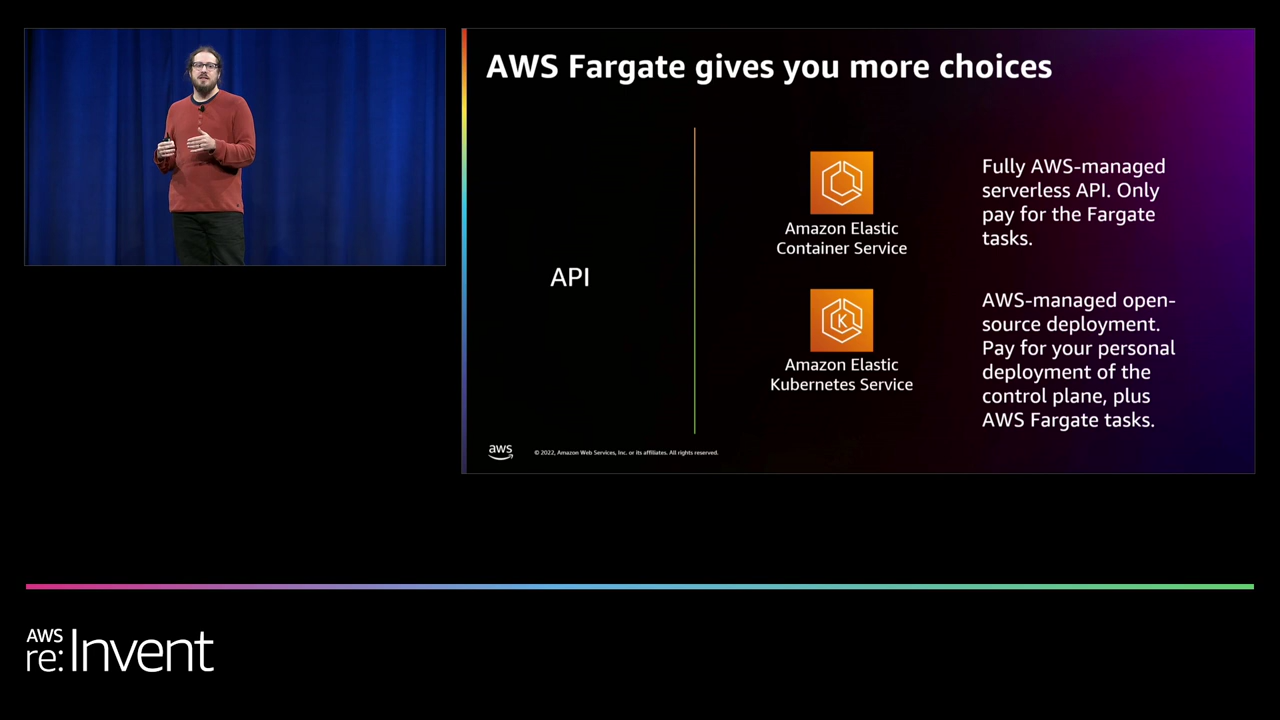 AWS Fargate gives you more choices
API
Amazon Elastic
Container Service
Fully AWS-managed
serverless API. Only
pay for the Fargate
tasks.
Amazon Elastic
Kubernetes Service
AWS-managed open-
source deployment.
Pay for your personal
deployment of the
control plane, plus
AWS Fargate tasks.
aws
© 2022, Amazon Web Services, Inc. or its affiliates. All rights reserved.
AWS
re:Invent